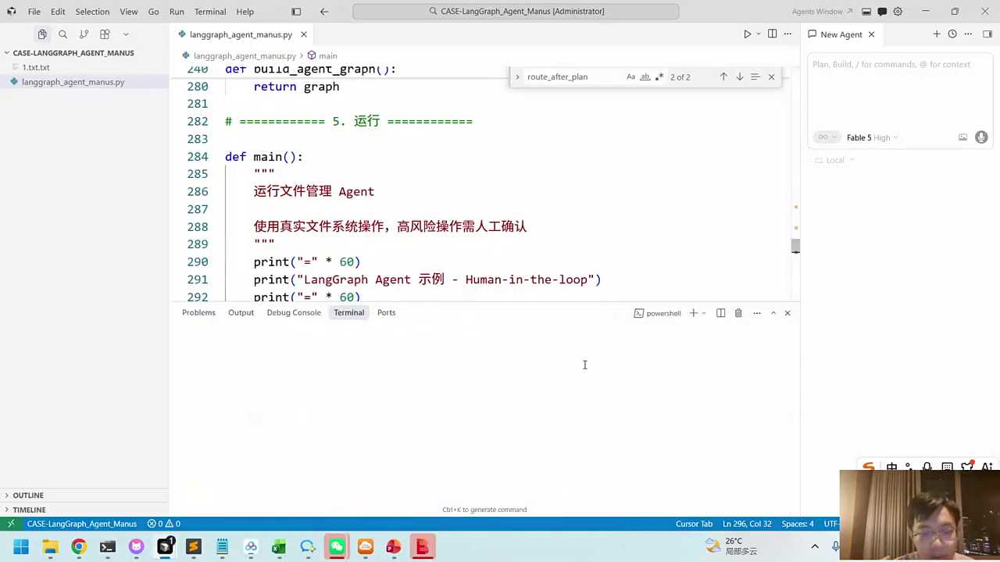 File Edit Selection View Go Run Terminal Help
CASE-LangGraph_Agent_Manus [Administrator]
Agents Window
langgraph_agent_manus.py
New Agent
CASE-LANGGRAPH_AGENT_MANUS
1.txt.txt
langgraph_agent_manus.py
langgraph_agent_manus.py > main
route_after_plan
Aa ab .* 2 of 2
Plan, Build, / for commands, @ for context
Fable 5 High
Local
240 def build_agent_graph():
280 return graph
281
282 # ============ 5. 运行 ============
283
284 def main():
285 """
286 运行文件管理 Agent
287
288 使用真实文件系统操作，高风险操作需人工确认
289 """
290 print("=" * 60)
291 print("LangGraph Agent 示例 - Human-in-the-loop")
292 print("=" * 60)
Problems Output Debug Console Terminal Ports
powershell
Ctrl+K to generate command
中
OUTLINE
TIMELINE
CASE-LangGraph_Agent_Manus 0 0
Cursor Tab Ln 296, Col 32 Spaces: 4 UTF-
26°C
局部多云